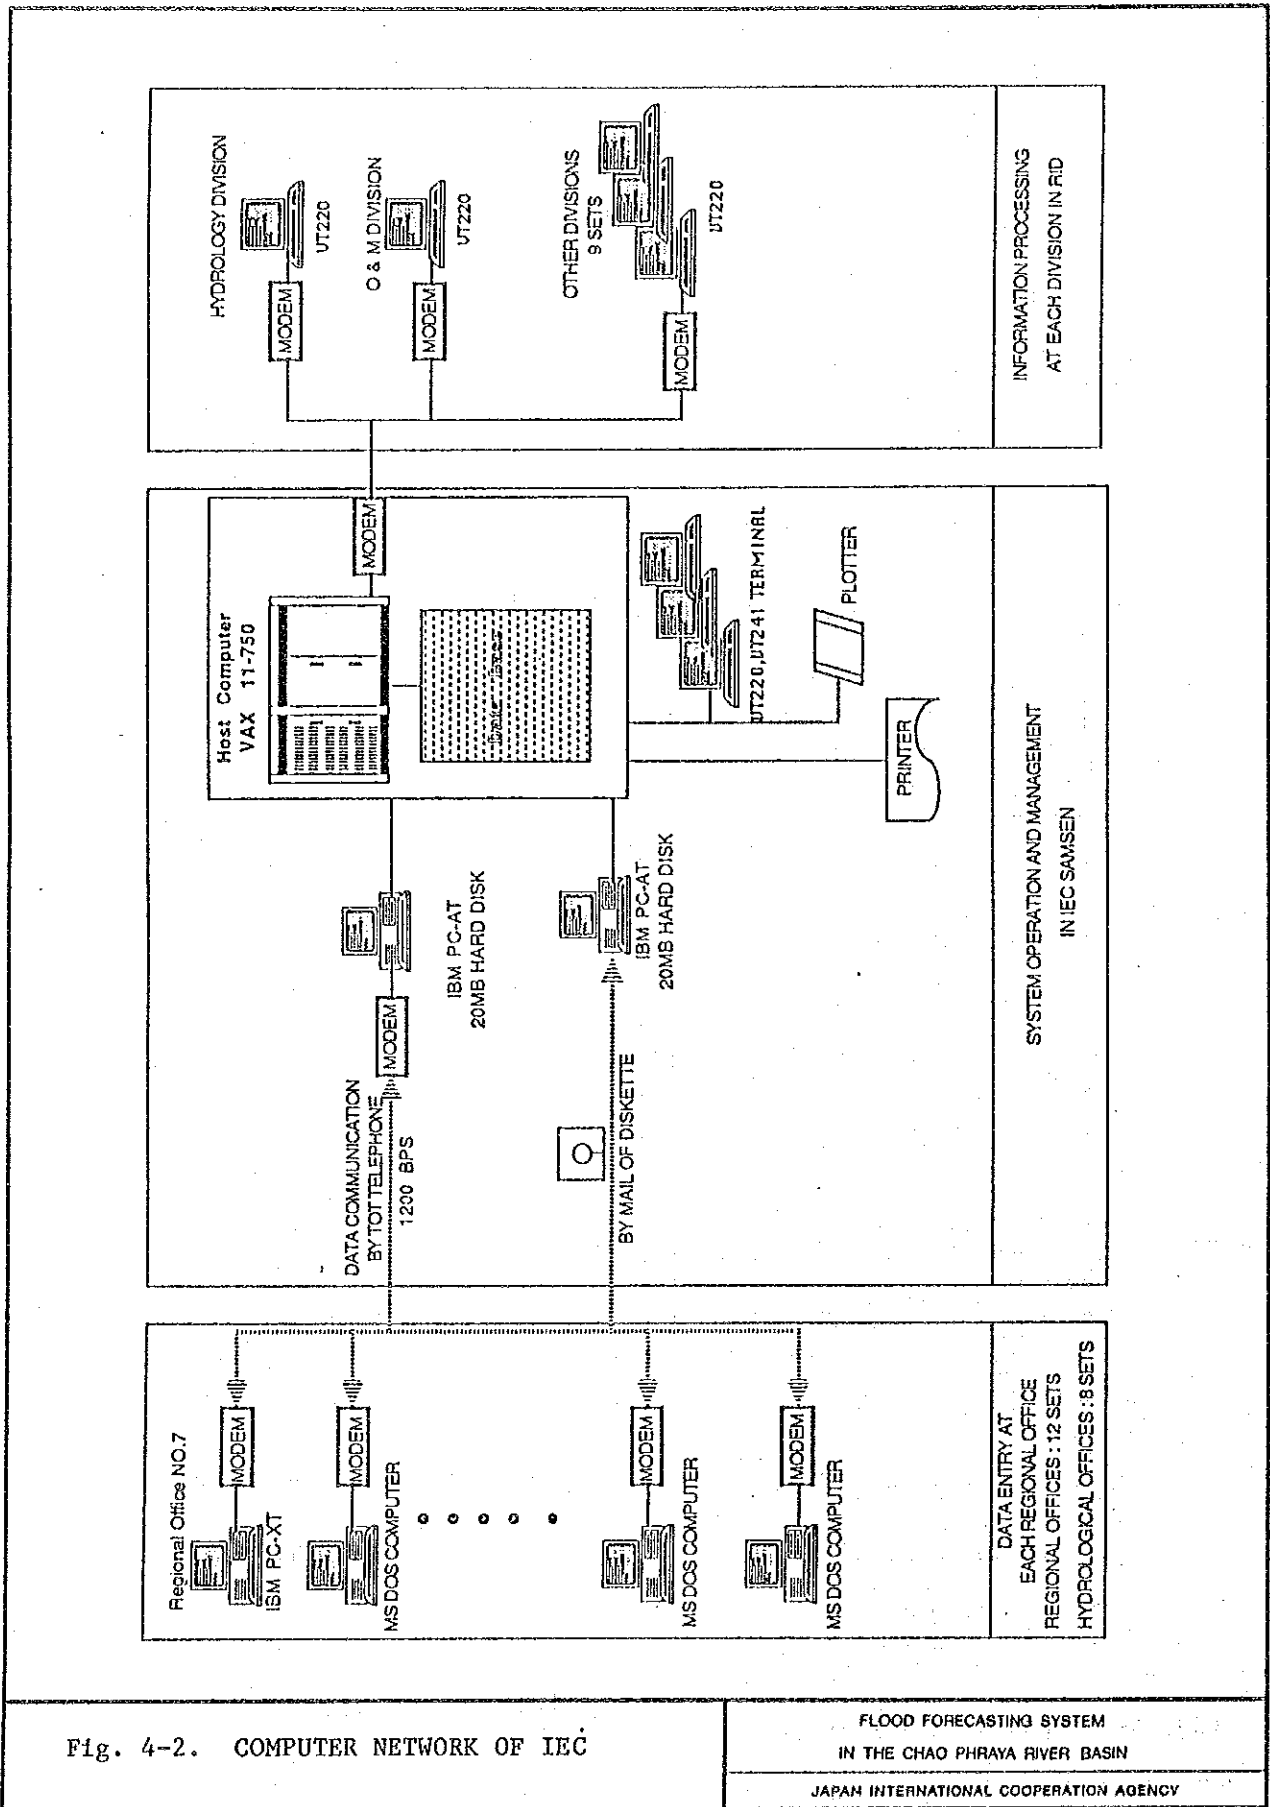 Regional Office NO.7
MODEM
IBM PC-XT
MODEM
MS DOS COMPUTER
MODEM
MS DOS COMPUTER
MODEM
MS DOS COMPUTER
DATA ENTRY AT
EACH REGIONAL OFFICE
REGIONAL OFFICES : 12 SETS
HYDROLOGICAL OFFICES : 8 SETS
DATA COMMUNICATION
BY TOT TELEPHONE
1200 BPS
MODEM
IBM PC-AT
20MB HARD DISK
BY MAIL OF DISKETTE
IBM PC-AT
20MB HARD DISK
Host Computer
VAX 11-750
MODEM
Data Base
UT220,UT241 TERMINAL
PLOTTER
PRINTER
SYSTEM OPERATION AND MANAGEMENT
IN IEC SAMSEN
HYDROLOGY DIVISION
MODEM
UT220
O & M DIVISION
MODEM
UT220
OTHER DIVISIONS
9 SETS
MODEM
UT220
INFORMATION PROCESSING
AT EACH DIVISION IN RID
Fig. 4-2. COMPUTER NETWORK OF IEC
FLOOD FORECASTING SYSTEM
IN THE CHAO PHRAYA RIVER BASIN
JAPAN INTERNATIONAL COOPERATION AGENCY